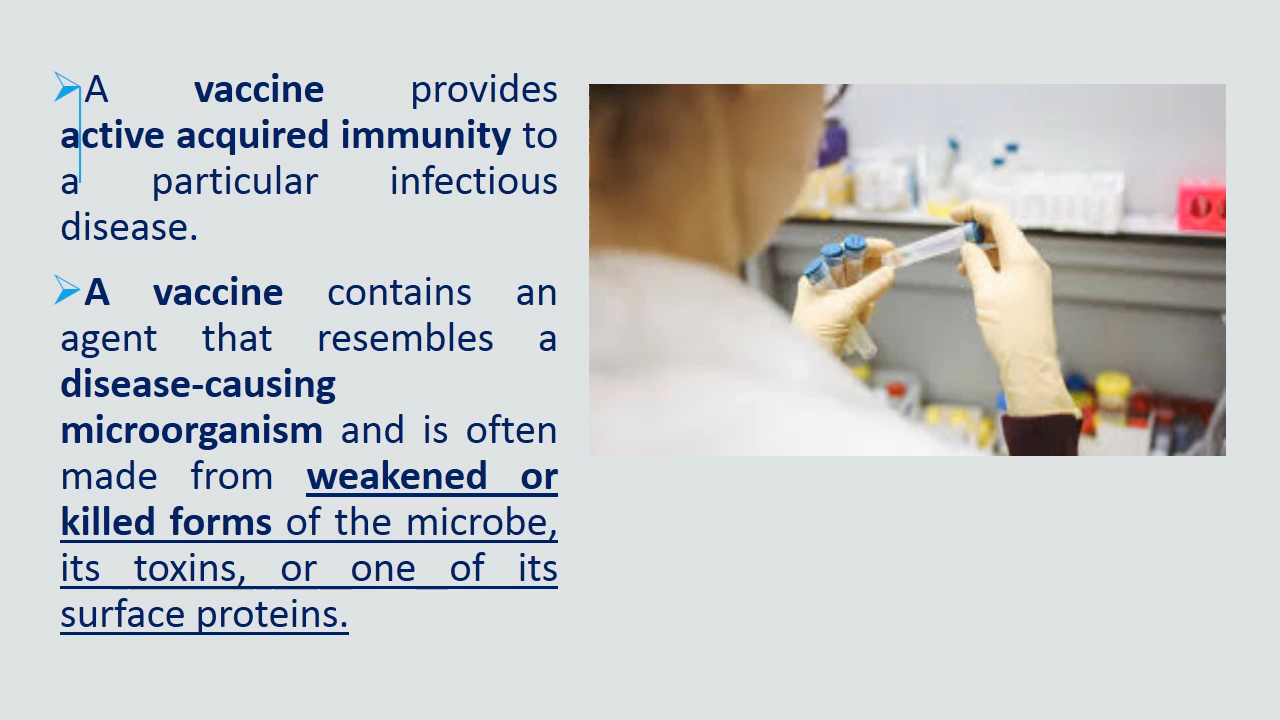 ➢A vaccine provides
active acquired immunity to
a particular infectious
disease.
➢A vaccine contains an
agent that resembles a
disease-causing
microorganism and is often
made from weakened or
killed forms of the microbe,
its toxins, or one of its
surface proteins.